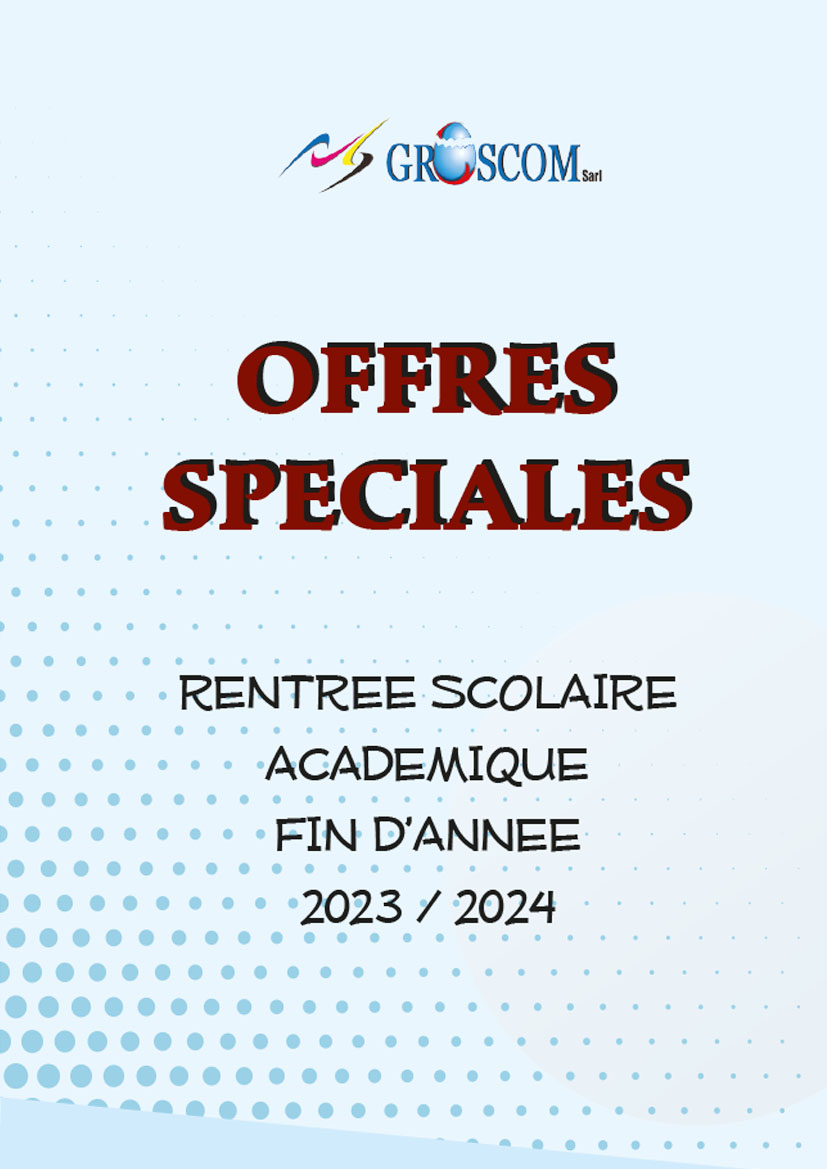 GROSCOM Sarl
OFFRES
SPECIALES
RENTREE SCOLAIRE
ACADEMIQUE
FIN D'ANNEE
2023 / 2024